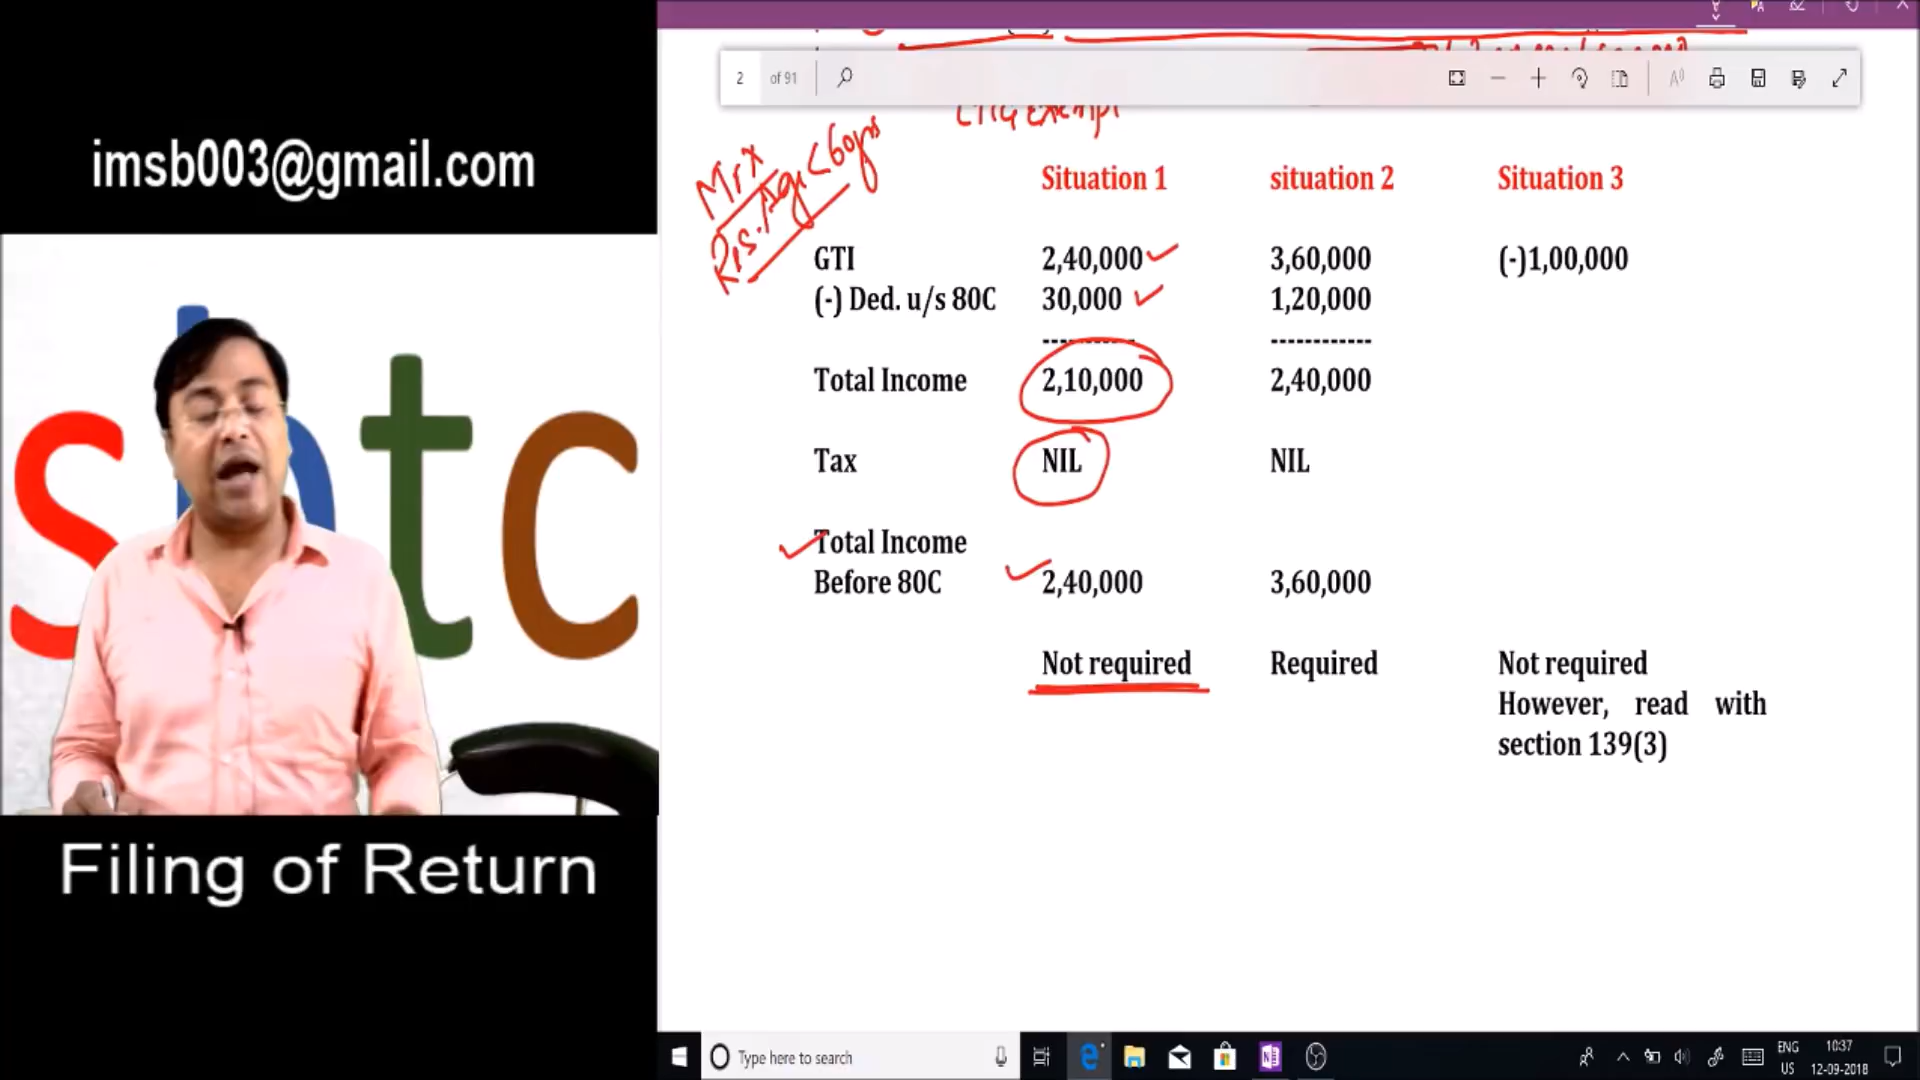 imsb003@gmail.com
sbtc
Filing of Return
2 of 91
LTCG Exempt
Mr X
Res. / Age < 60yrs
Situation 1 situation 2 Situation 3
GTI 2,40,000 3,60,000 (-)1,00,000
(-) Ded. u/s 80C 30,000 1,20,000
----------- ------------
Total Income 2,10,000 2,40,000
Tax NIL NIL
Total Income
Before 80C 2,40,000 3,60,000
Not required Required Not required
However, read with
section 139(3)
Type here to search
ENG 10:37
US 12-09-2018